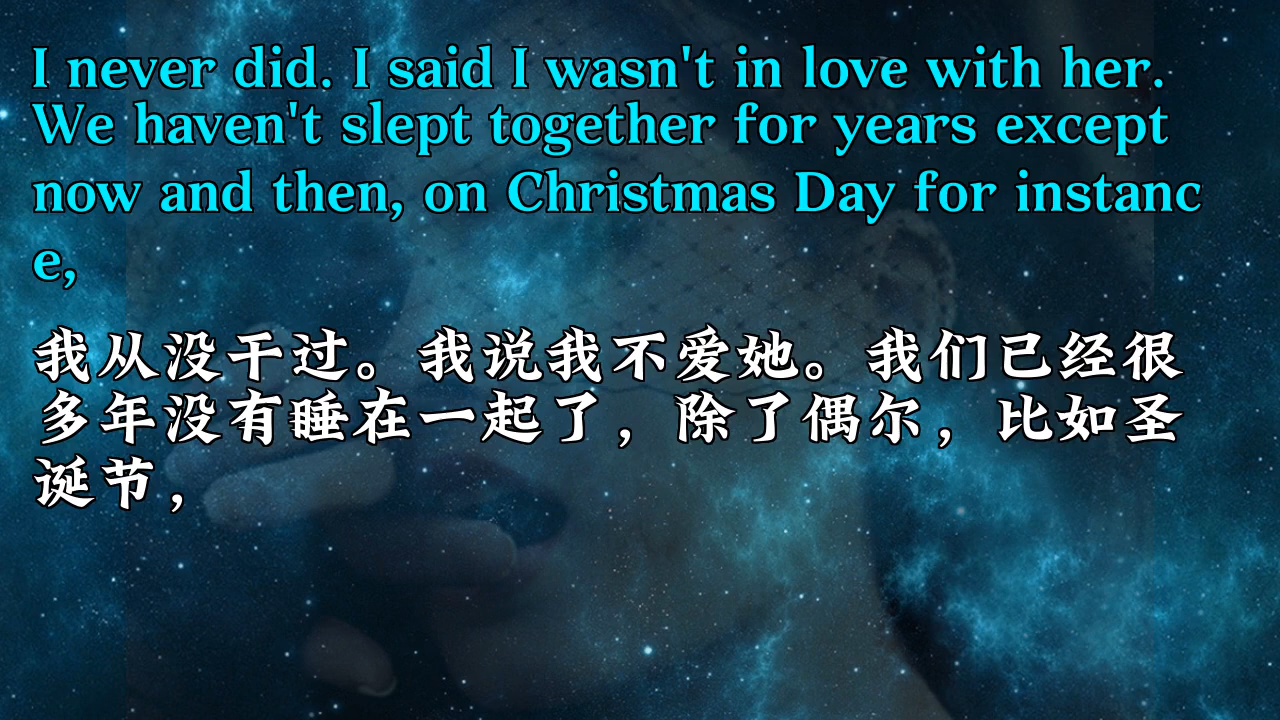 I never did. I said I wasn't in love with her.
We haven't slept together for years except
now and then, on Christmas Day for instanc
e,
我从没干过。我说我不爱她。我们已经很
多年没有睡在一起了，除了偶尔，比如圣
诞节，